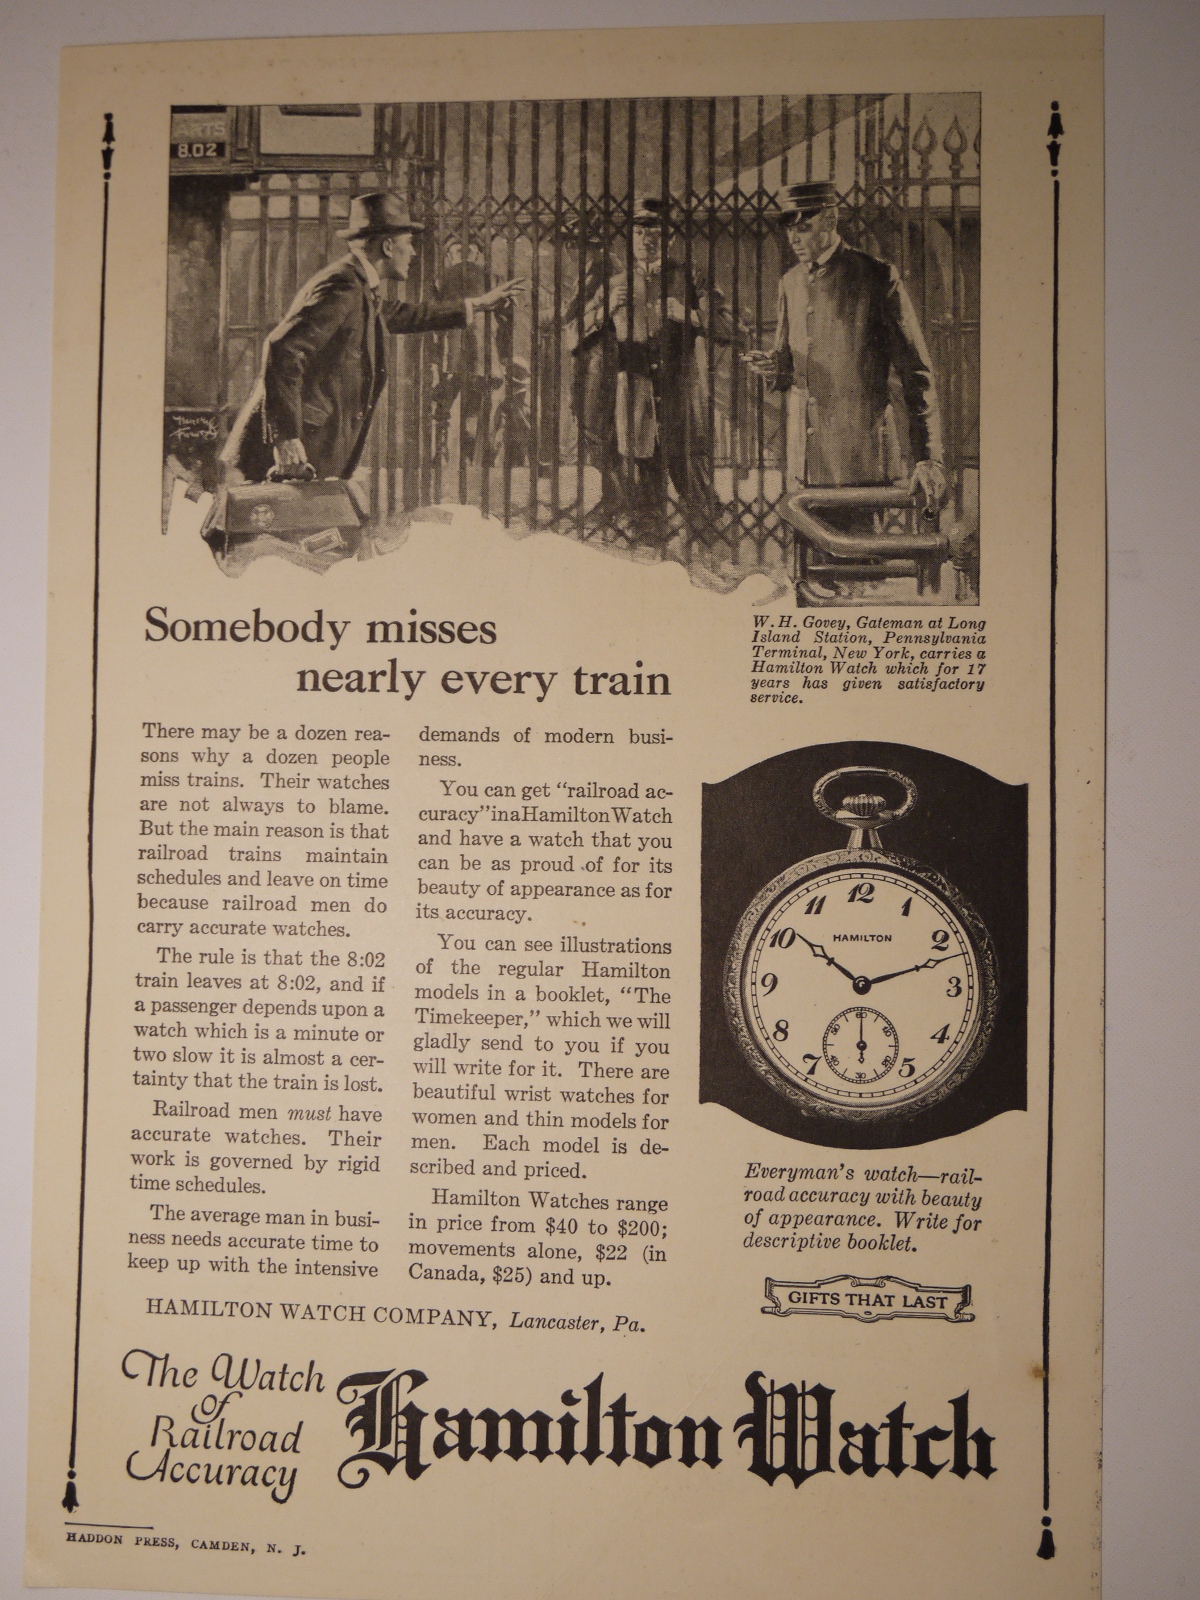 ARTS
8.02
Somebody misses
nearly every train
W. H. Govey, Gateman at Long
Island Station, Pennsylvania
Terminal, New York, carries a
Hamilton Watch which for 17
years has given satisfactory
service.
There may be a dozen rea-
sons why a dozen people
miss trains. Their watches
are not always to blame.
But the main reason is that
railroad trains maintain
schedules and leave on time
because railroad men do
carry accurate watches.
The rule is that the 8:02
train leaves at 8:02, and if
a passenger depends upon a
watch which is a minute or
two slow it is almost a cer-
tainty that the train is lost.
Railroad men must have
accurate watches. Their
work is governed by rigid
time schedules.
The average man in busi-
ness needs accurate time to
keep up with the intensive
demands of modern busi-
ness.
You can get "railroad ac-
curacy" in a Hamilton Watch
and have a watch that you
can be as proud of for its
beauty of appearance as for
its accuracy.
You can see illustrations
of the regular Hamilton
models in a booklet, "The
Timekeeper," which we will
gladly send to you if you
will write for it. There are
beautiful wrist watches for
women and thin models for
men. Each model is de-
scribed and priced.
Hamilton Watches range
in price from $40 to $200;
movements alone, $22 (in
Canada, $25) and up.
12
11 1
10 2
HAMILTON
9 3
8 4
7 5
60
30
Everyman's watch—rail-
road accuracy with beauty
of appearance. Write for
descriptive booklet.
GIFTS THAT LAST
HAMILTON WATCH COMPANY, Lancaster, Pa.
The Watch
of
Railroad
Accuracy
Hamilton Watch
HADDON PRESS, CAMDEN, N. J.